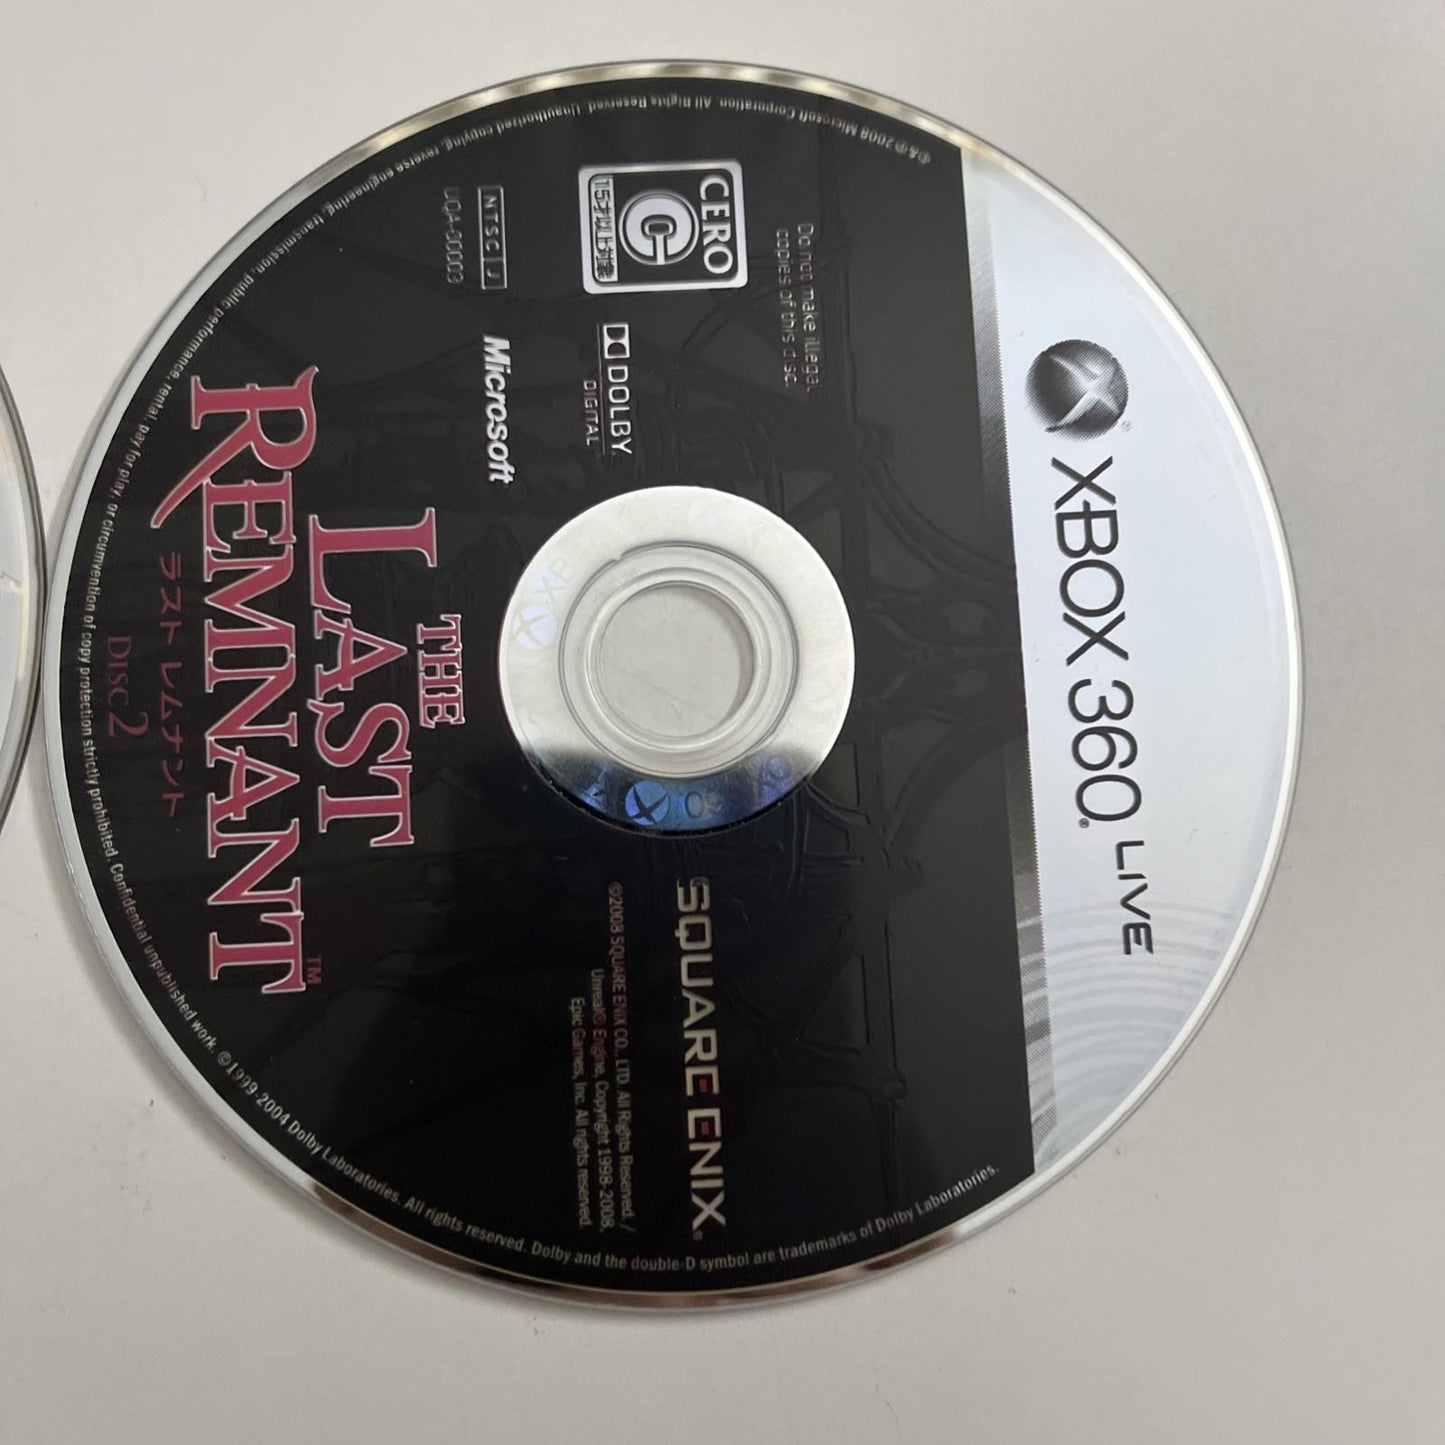 XBOX 360® LIVE
Do not make illegal
copies of this disc.
CERO
C
15才以上対象
DOLBY
DIGITAL
NTSC J
UGA-00003
Microsoft
SQUARE ENIX®
©2008 SQUARE ENIX CO., LTD. All Rights Reserved /
Unreal® Engine, Copyright 1998-2008,
Epic Games, Inc. All rights reserved.
THE
LAST
REMNANT™
ラスト レムナント
DISC 2
©&℗2008 Microsoft Corporation. All Rights Reserved. Unauthorized copying, reverse engineering, transmission, public performance, rental, pay for play, or circumvention of copy protection strictly prohibited. Confidential unpublished work. ©1999-2004 Dolby Laboratories. All rights reserved. Dolby and the double-D symbol are trademarks of Dolby Laboratories.